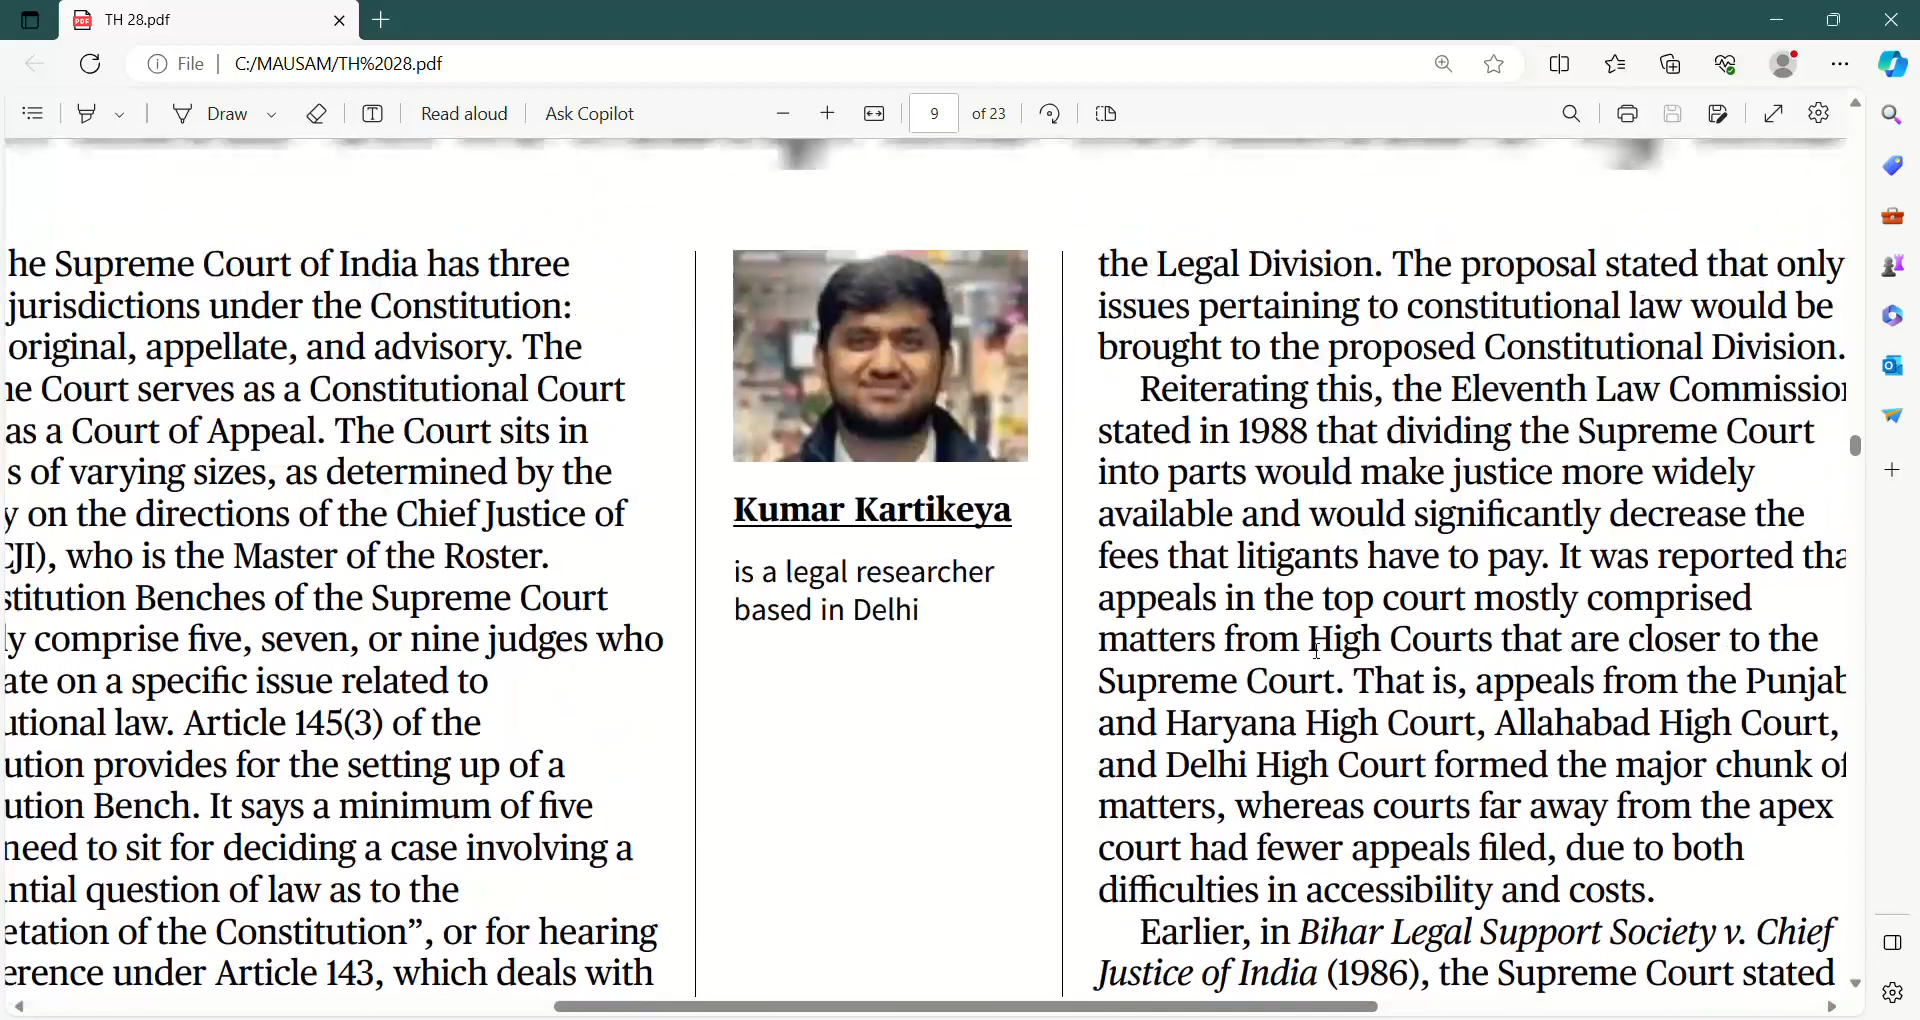 TH 28.pdf
File
C:/MAUSAM/TH%2028.pdf
Draw
Read aloud
Ask Copilot
9
of 23
he Supreme Court of India has three
jurisdictions under the Constitution:
original, appellate, and advisory. The
ne Court serves as a Constitutional Court
as a Court of Appeal. The Court sits in
s of varying sizes, as determined by the
y on the directions of the Chief Justice of
CJI), who is the Master of the Roster.
stitution Benches of the Supreme Court
ly comprise five, seven, or nine judges who
ate on a specific issue related to
utional law. Article 145(3) of the
ution provides for the setting up of a
ution Bench. It says a minimum of five
need to sit for deciding a case involving a
ntial question of law as to the
etation of the Constitution”, or for hearing
erence under Article 143, which deals with
Kumar Kartikeya
is a legal researcher
based in Delhi
the Legal Division. The proposal stated that only
issues pertaining to constitutional law would be
brought to the proposed Constitutional Division.
Reiterating this, the Eleventh Law Commission
stated in 1988 that dividing the Supreme Court
into parts would make justice more widely
available and would significantly decrease the
fees that litigants have to pay. It was reported tha
appeals in the top court mostly comprised
matters from High Courts that are closer to the
Supreme Court. That is, appeals from the Punjab
and Haryana High Court, Allahabad High Court,
and Delhi High Court formed the major chunk of
matters, whereas courts far away from the apex
court had fewer appeals filed, due to both
difficulties in accessibility and costs.
Earlier, in Bihar Legal Support Society v. Chief
Justice of India (1986), the Supreme Court stated